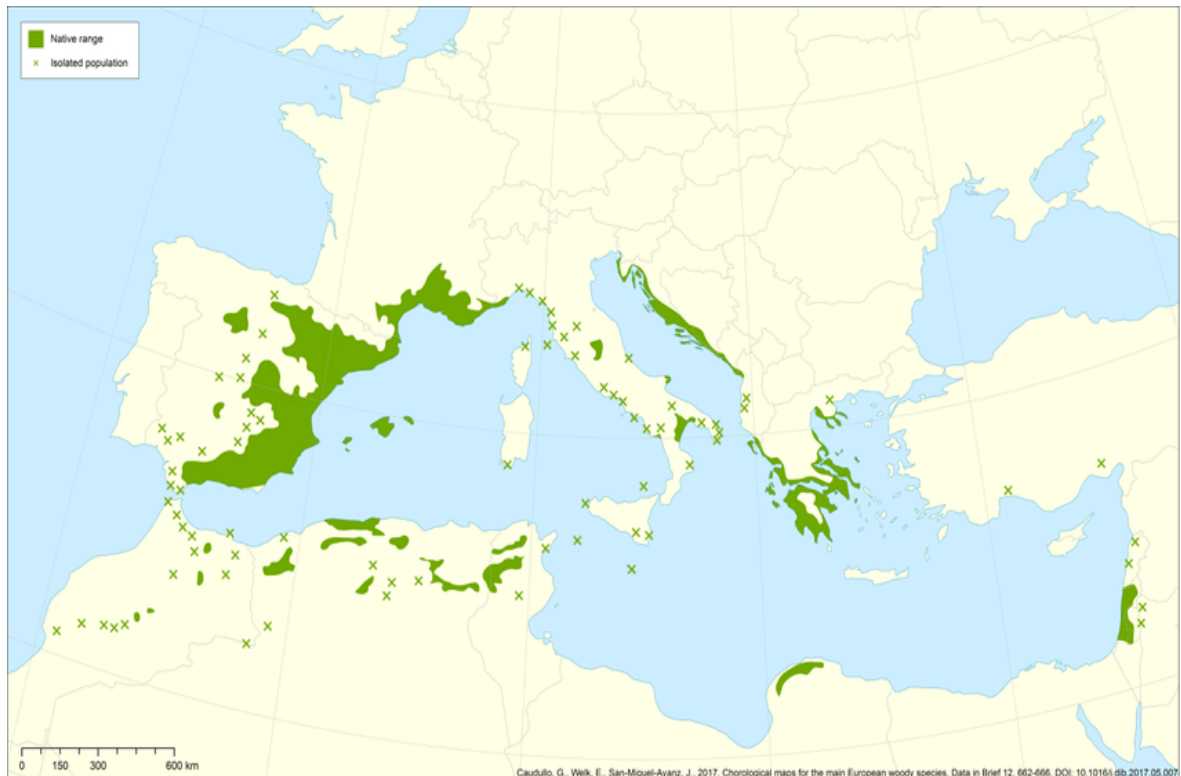 Native range
Isolated population
0 150 300 600 km
Caudullo, G., Welk, E., San-Miguel-Ayanz, J., 2017. Chorological maps for the main European woody species. Data in Brief 12, 662-666. DOI: 10.1016/j.dib.2017.05.007